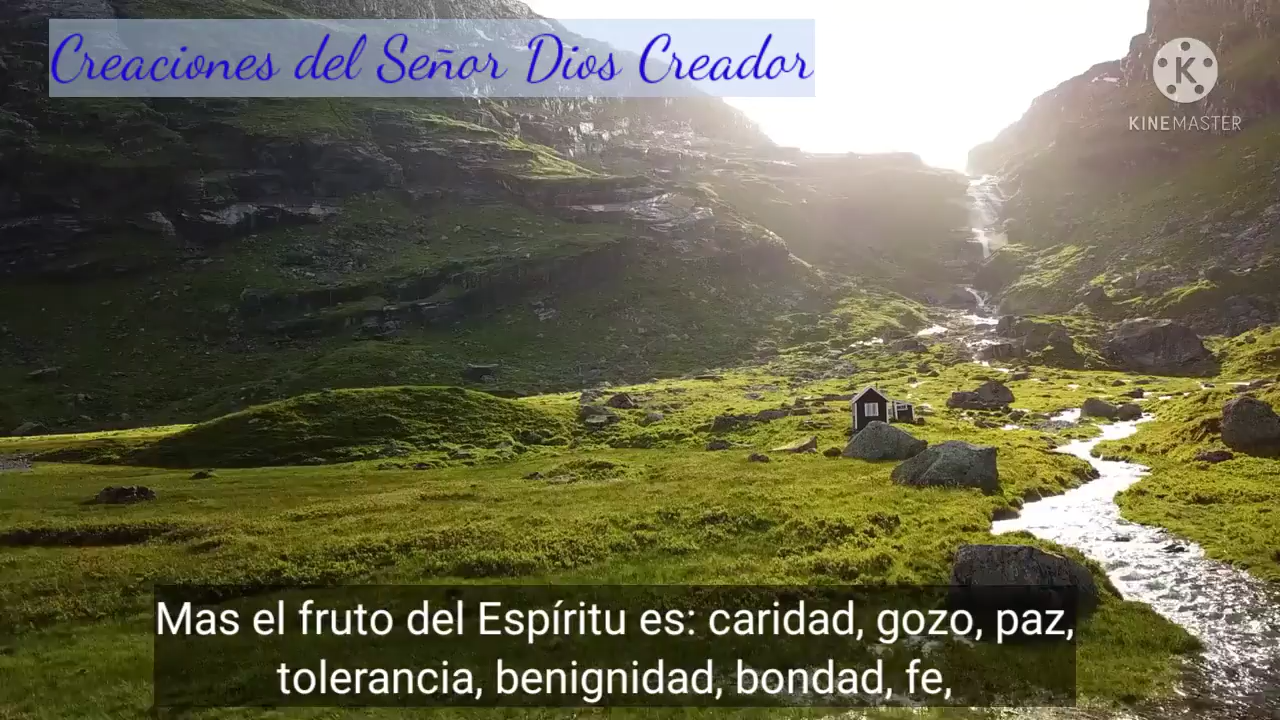 Creaciones del Señor Dios Creador
K
KINEMASTER
Mas el fruto del Espíritu es: caridad, gozo, paz,
tolerancia, benignidad, bondad, fe,